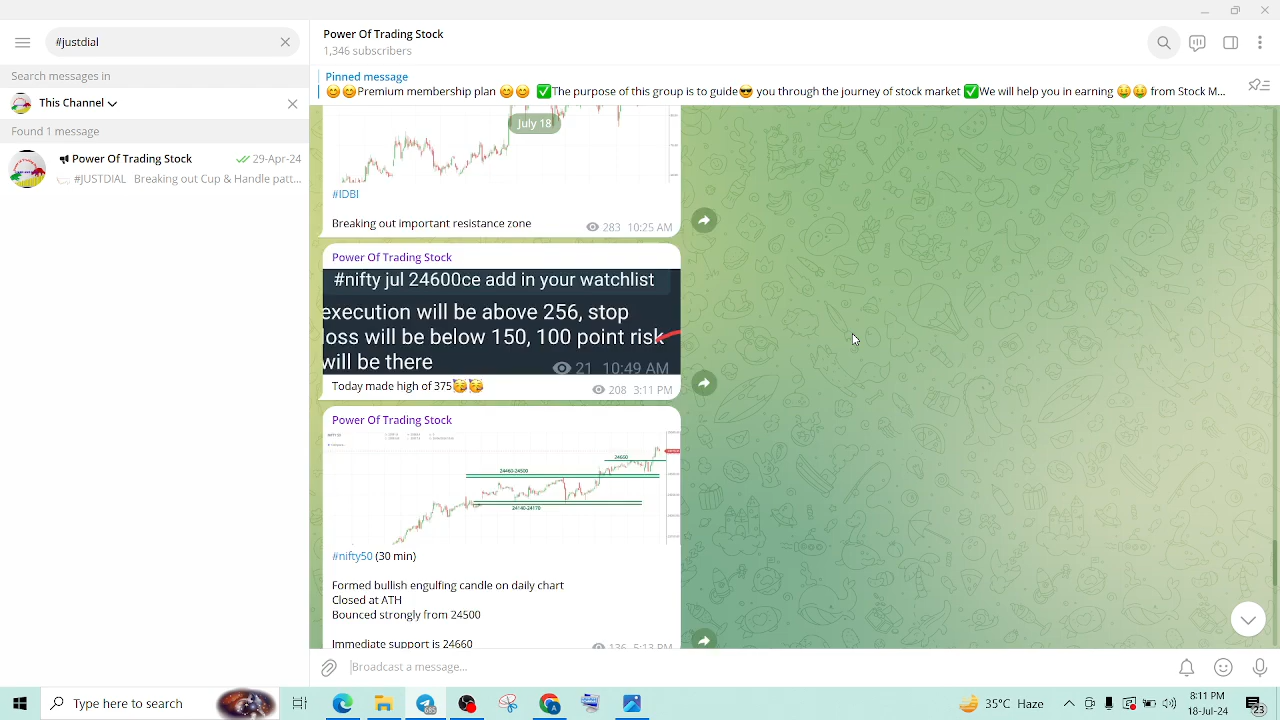 #justdial
Search messages in
This Channel
Found 1 message
Power Of Trading Stock
29-Apr-24
#JUSTDIAL Breaking out Cup & Handle patt...
Power Of Trading Stock
1,346 subscribers
Pinned message
😊😊Premium membership plan 😊😊 ✅The purpose of this group is to guide😎 you through the journey of stock market ✅We will help you in earning 🤑🤑 from Stock M...
July 18
#IDBI
Breaking out important resistance zone
283 10:25 AM
Power Of Trading Stock
#nifty jul 24600ce add in your watchlist
execution will be above 256, stop
loss will be below 150, 100 point risk
will be there
21 10:49 AM
Today made high of 375🥳🥳
208 3:11 PM
Power Of Trading Stock
24660
24460-24500
24140-24170
#nifty50 (30 min)
Formed bullish engulfing candle on daily chart
Closed at ATH
Bounced strongly from 24500
Immediate support is 24660
136 5:13 PM
Broadcast a message...
Type here to search
35°C Haze
8:11 PM
18-Jul-24
23